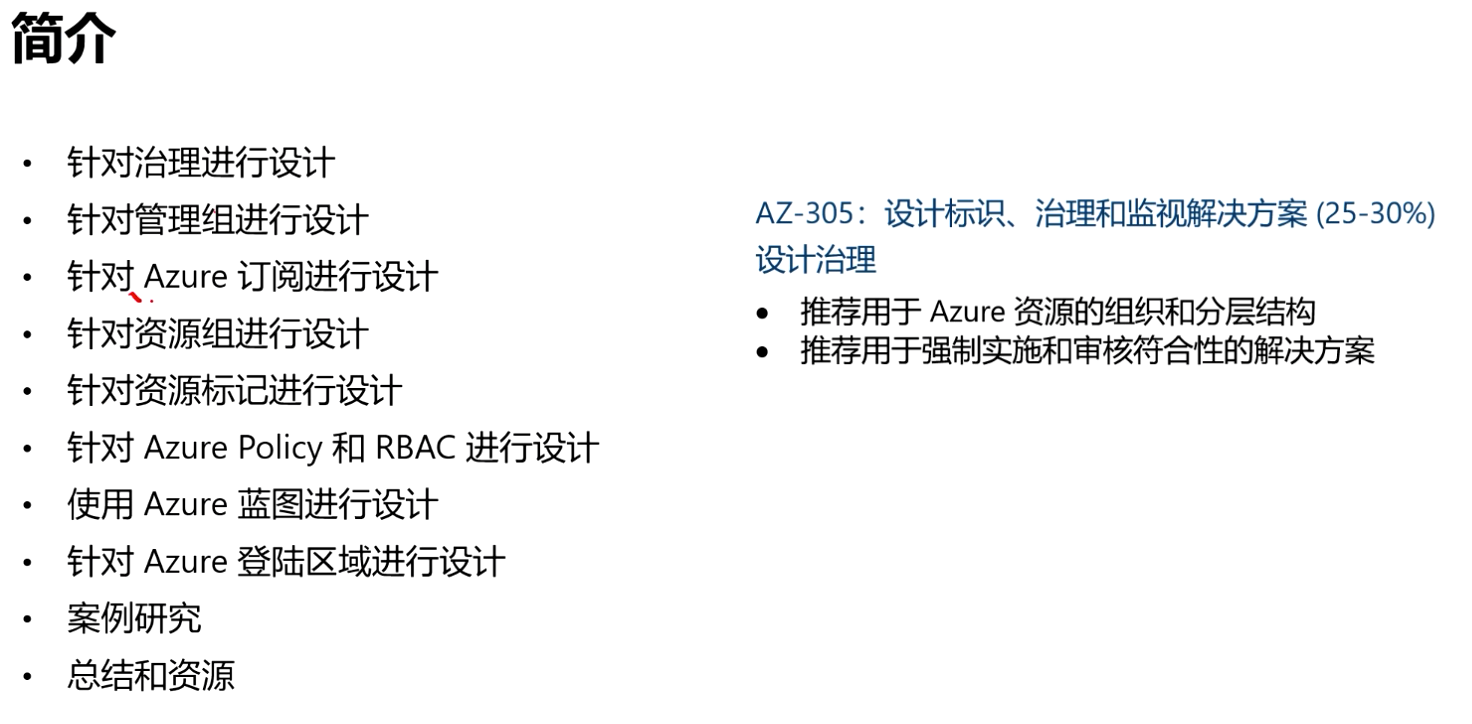 简介
• 针对治理进行设计
• 针对管理组进行设计
• 针对 Azure 订阅进行设计
• 针对资源组进行设计
• 针对资源标记进行设计
• 针对 Azure Policy 和 RBAC 进行设计
• 使用 Azure 蓝图进行设计
• 针对 Azure 登陆区域进行设计
• 案例研究
• 总结和资源
AZ-305：设计标识、治理和监视解决方案 (25-30%)
设计治理
• 推荐用于 Azure 资源的组织和分层结构
• 推荐用于强制实施和审核符合性的解决方案